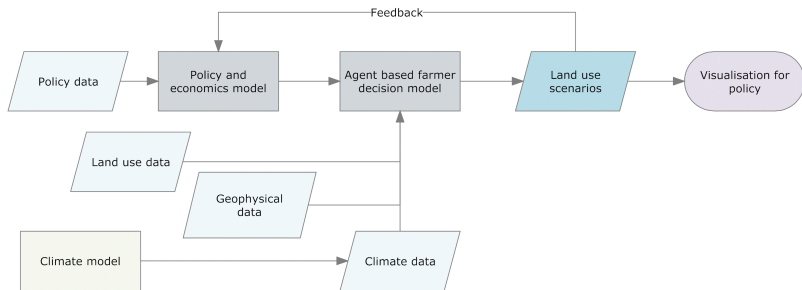 Feedback
Policy data
Policy and
economics model
Agent based farmer
decision model
Land use
scenarios
Visualisation for
policy
Land use data
Geophysical
data
Climate model
Climate data